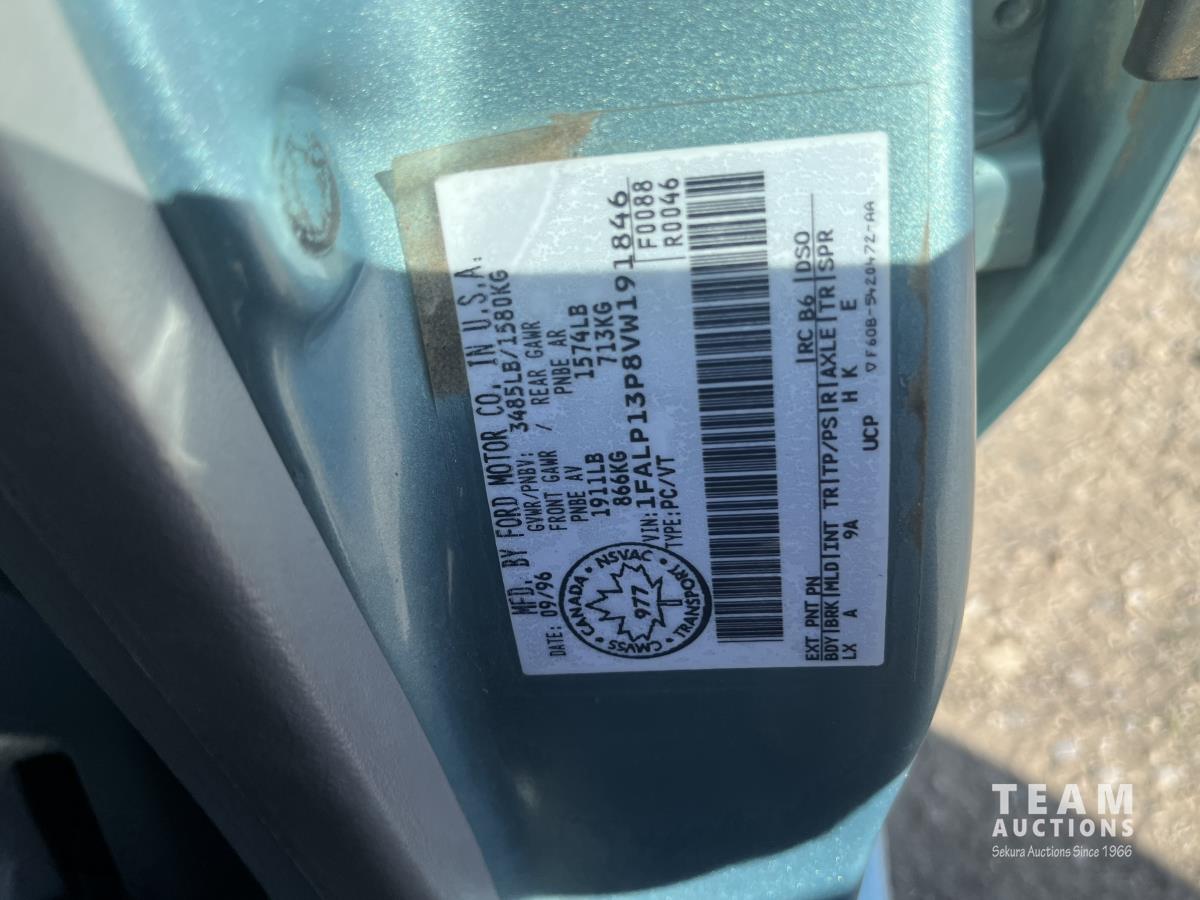 MFD. BY FORD MOTOR CO. IN U.S.A.
DATE: 09/96
GVWR/PNBV: 3485LB/1580KG
FRONT GAWR / REAR GAWR
PNBE AV PNBE AR
1911LB 1574LB
866KG 713KG
VIN: 1FALP13P8VW191846
TYPE: PC/VT
F0088
R0046
CANADA • NSVAC • TRANSPORT • CMVSS •
977
EXT PNT PN RC B6 DSO
BDY BRK MLD INT TR TP/PS R AXLE TR SPR
LX A 9A H K E
UCP ▽F60B-5420472-AA
TEAM
AUCTIONS
Sekura Auctions Since 1966